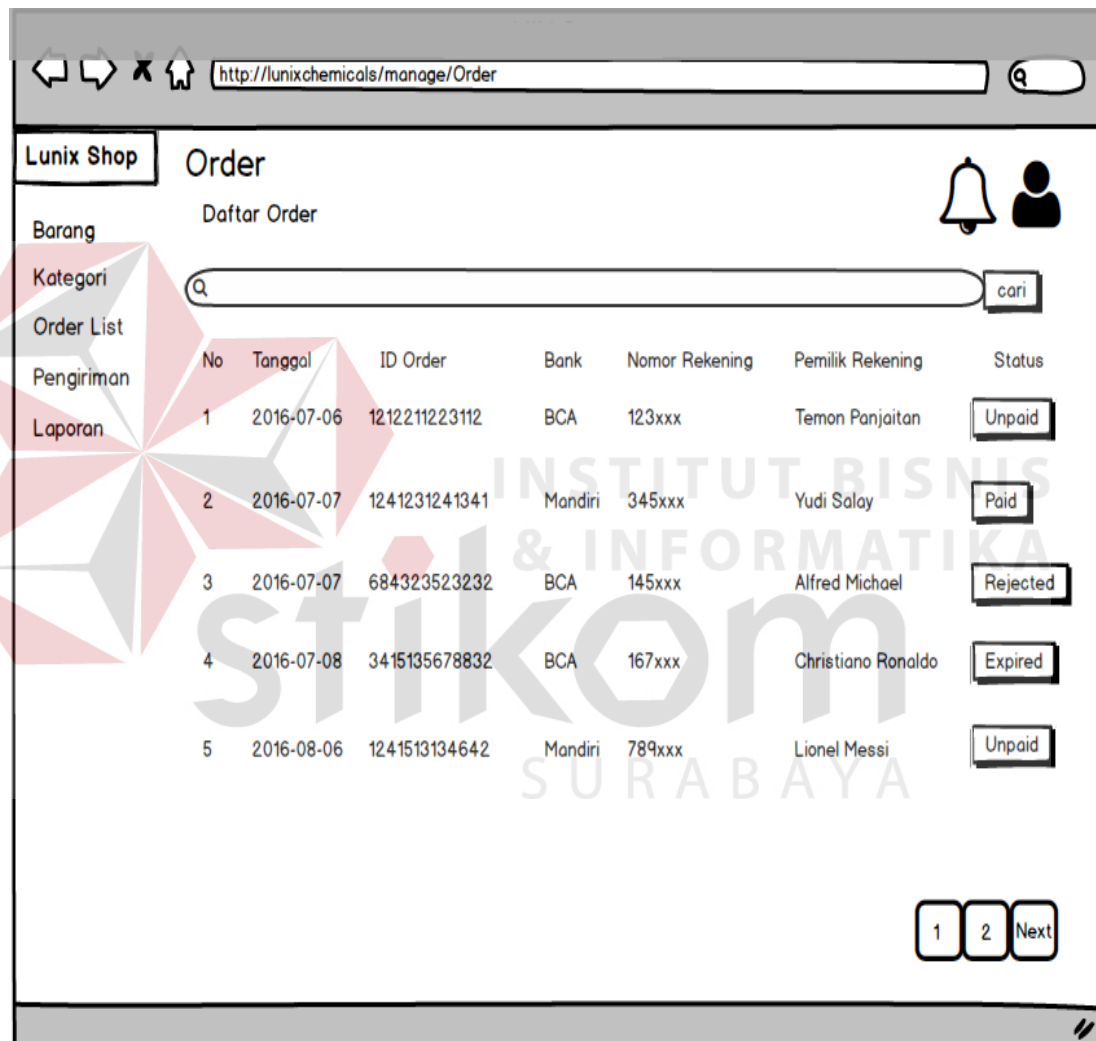 http://lunixchemicals/manage/Order
Lunix Shop
Order
Daftar Order
Barang
Kategori
Order List
Pengiriman
Laporan
cari
No Tanggal ID Order Bank Nomor Rekening Pemilik Rekening Status
1 2016-07-06 1212211223112 BCA 123xxx Temon Panjaitan Unpaid
2 2016-07-07 1241231241341 Mandiri 345xxx Yudi Salay Paid
3 2016-07-07 684323523232 BCA 145xxx Alfred Michael Rejected
4 2016-07-08 3415135678832 BCA 167xxx Christiano Ronaldo Expired
5 2016-08-06 1241513134642 Mandiri 789xxx Lionel Messi Unpaid
1 2 Next
INSTITUT BISNIS
& INFORMATIKA
stikom
SURABAYA